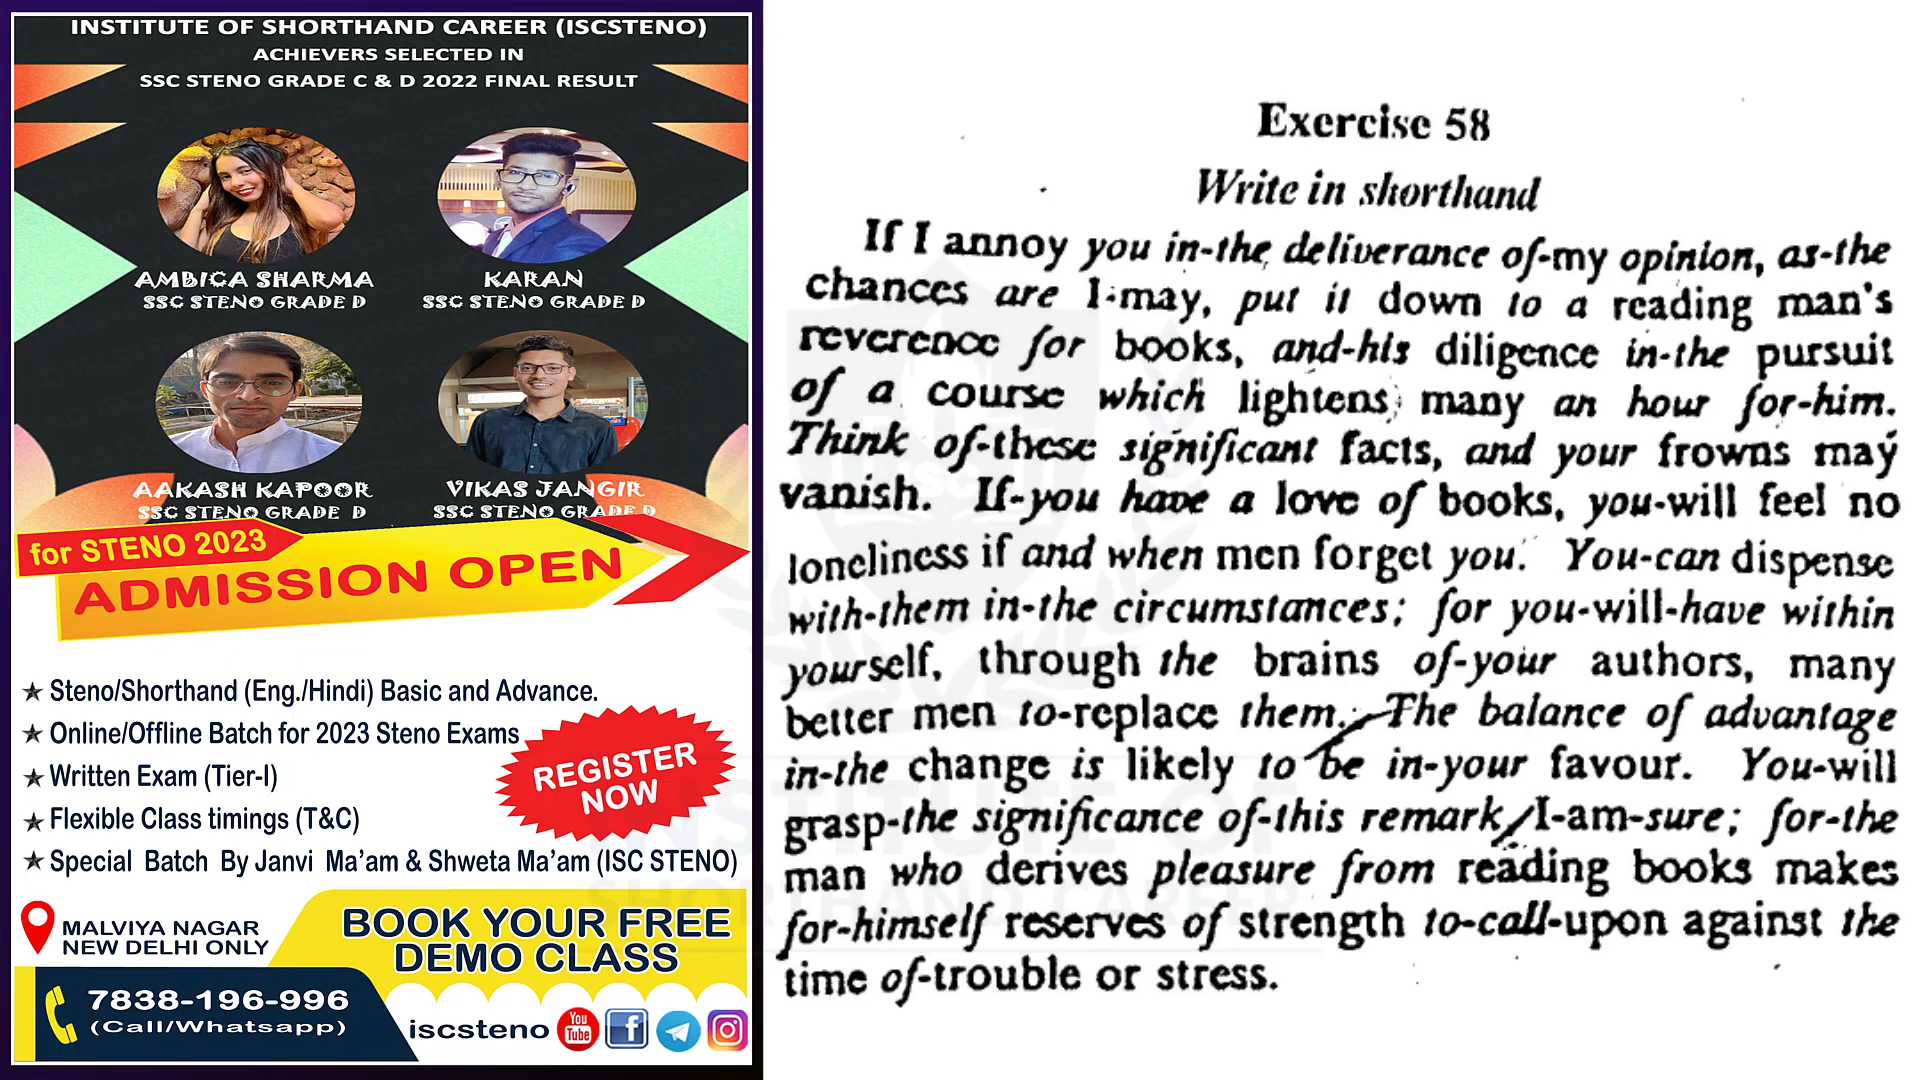 INSTITUTE OF SHORTHAND CAREER (ISCSTENO)
ACHIEVERS SELECTED IN
SSC STENO GRADE C & D 2022 FINAL RESULT
AMBICA SHARMA
SSC STENO GRADE D
KARAN
SSC STENO GRADE D
AAKASH KAPOOR
SSC STENO GRADE D
VIKAS JANGIR
SSC STENO GRADE D
for STENO 2023
ADMISSION OPEN
★ Steno/Shorthand (Eng./Hindi) Basic and Advance.
★ Online/Offline Batch for 2023 Steno Exams
★ Written Exam (Tier-I)
★ Flexible Class timings (T&C)
★ Special Batch By Janvi Ma'am & Shweta Ma'am (ISC STENO)
REGISTER
NOW
MALVIYA NAGAR
NEW DELHI ONLY
BOOK YOUR FREE
DEMO CLASS
7838-196-996
(Call/Whatsapp)
iscsteno
You
Tube
Exercise 58
Write in shorthand
If I annoy you in-the deliverance of-my opinion, as-the
chances are I-may, put it down to a reading man's
reverence for books, and-his diligence in-the pursuit
of a course which lightens many an hour for-him.
Think of-these significant facts, and your frowns may
vanish. If-you have a love of books, you-will feel no
loneliness if and when men forget you. You-can dispense
with-them in-the circumstances; for you-will-have within
yourself, through the brains of-your authors, many
better men to-replace them. The balance of advantage
in-the change is likely to be in-your favour. You-will
grasp-the significance of-this remark, I-am-sure; for-the
man who derives pleasure from reading books makes
for-himself reserves of strength to-call-upon against the
time of-trouble or stress.
INSTITUTE OF
SHORTHAND CAREER